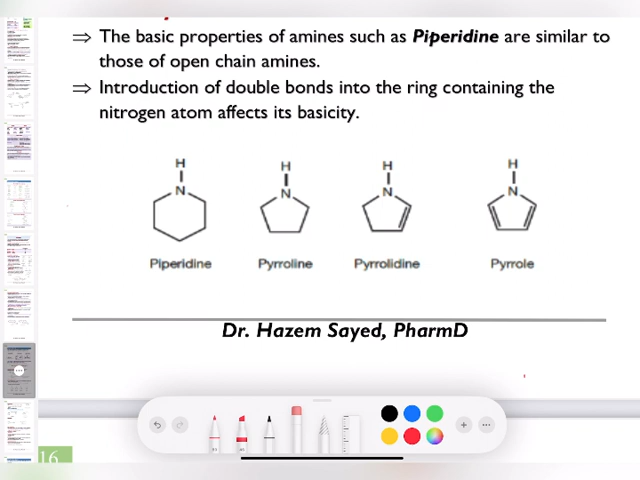 ⇒ The basic properties of amines such as Piperidine are similar to
those of open chain amines.
⇒ Introduction of double bonds into the ring containing the
nitrogen atom affects its basicity.
H H H H
N N N N
Piperidine Pyrroline Pyrrolidine Pyrrole
Dr. Hazem Sayed, PharmD
16